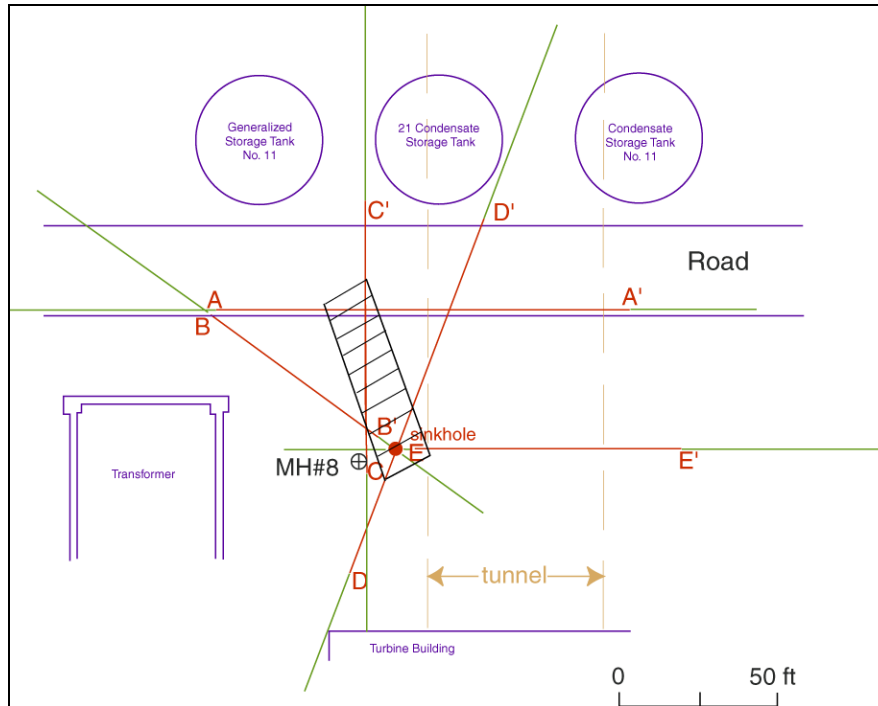 Generalized
Storage Tank
No. 11
21 Condensate
Storage Tank
Condensate
Storage Tank
No. 11
C'
D'
Road
A
A'
B
B'
sinkhole
E
E'
MH#8
C
Transformer
D
tunnel
Turbine Building
0
50 ft